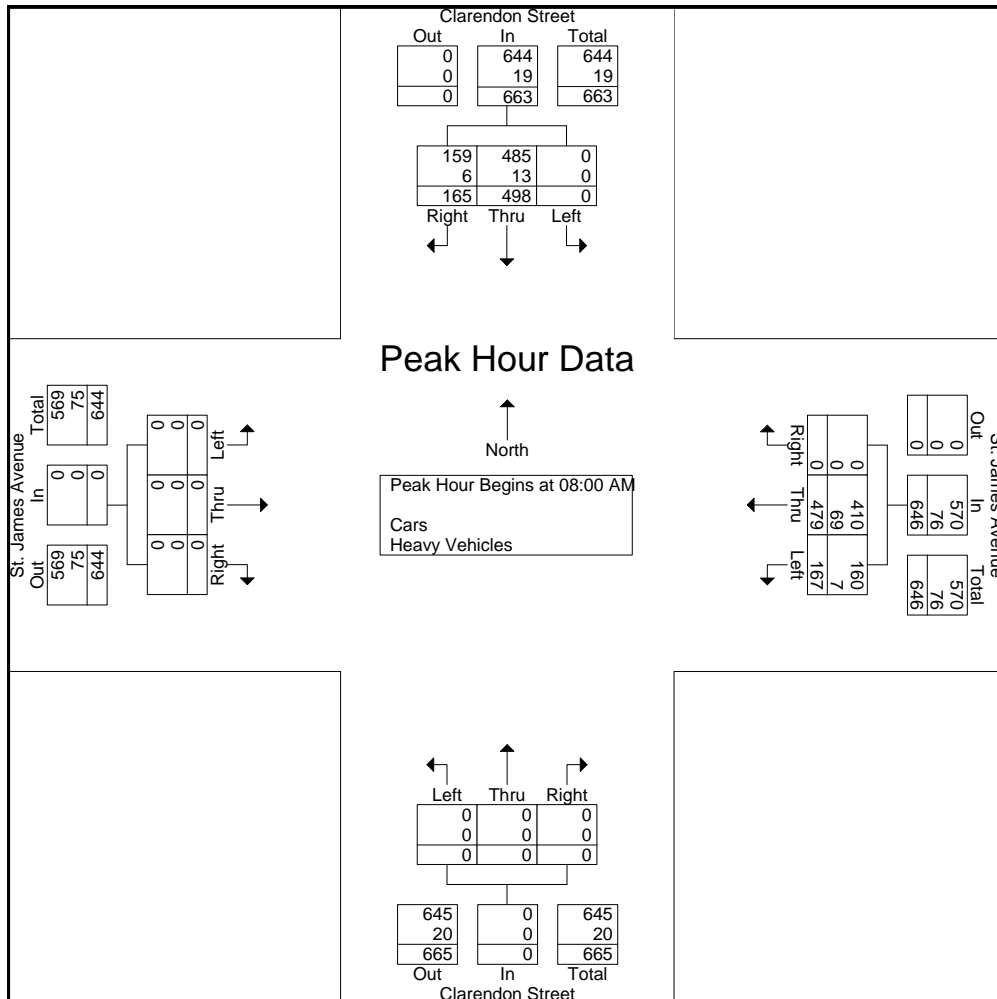 Clarendon Street
Out In Total
0 644 644
0 19 19
0 663 663
159 485 0
6 13 0
165 498 0
Right Thru Left
Peak Hour Data
North
Peak Hour Begins at 08:00 AM
Cars
Heavy Vehicles
St. James Avenue
Out In Total
569 0 569
75 0 75
644 0 644
0 0 0
0 0 0
0 0 0
Left Thru Right
St. James Avenue
Out In Total
0 570 570
0 76 76
0 646 646
0 410 160
0 69 7
0 479 167
Right Thru Left
Left Thru Right
0 0 0
0 0 0
0 0 0
645 0 645
20 0 20
665 0 665
Out In Total
Clarendon Street